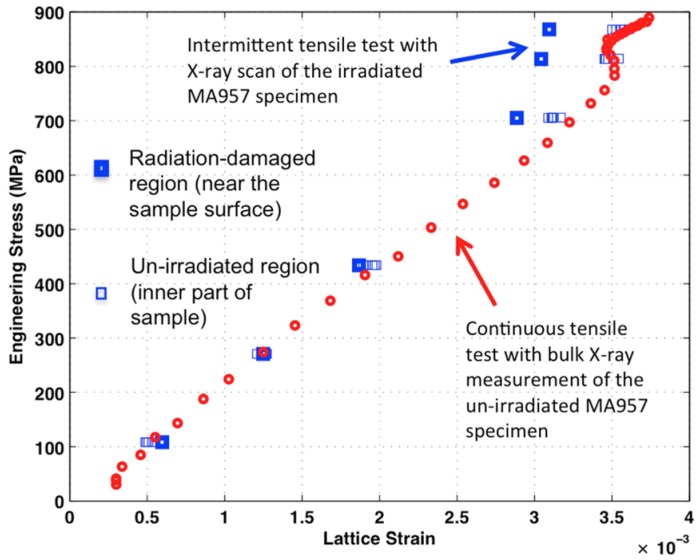 900
800
700
600
500
400
300
200
100
0
Engineering Stress (MPa)
Intermittent tensile test with
X-ray scan of the irradiated
MA957 specimen
Radiation-damaged
region (near the
sample surface)
Un-irradiated region
(inner part of
sample)
Continuous tensile
test with bulk X-ray
measurement of the
un-irradiated MA957
specimen
0 0.5 1 1.5 2 2.5 3 3.5 4
Lattice Strain
× 10⁻³